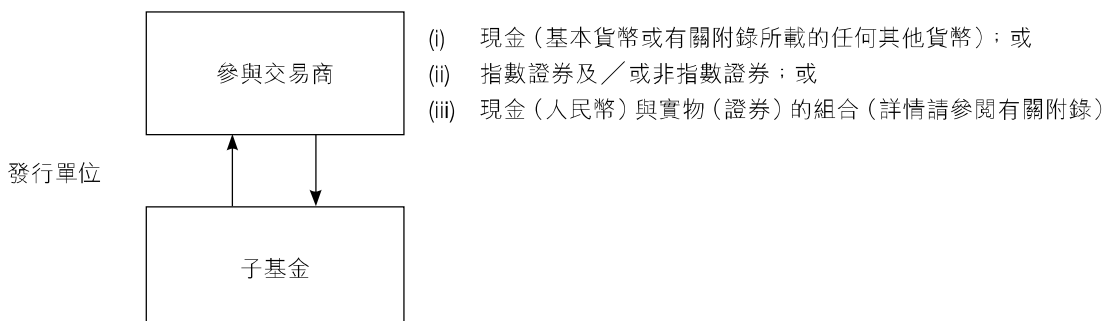 (i) 現金（基本貨幣或有關附錄所載的任何其他貨幣）；或
參與交易商
(ii) 指數證券及／或非指數證券；或
(iii) 現金（人民幣）與實物（證券）的組合（詳情請參閱有關附錄）
發行單位
子基金